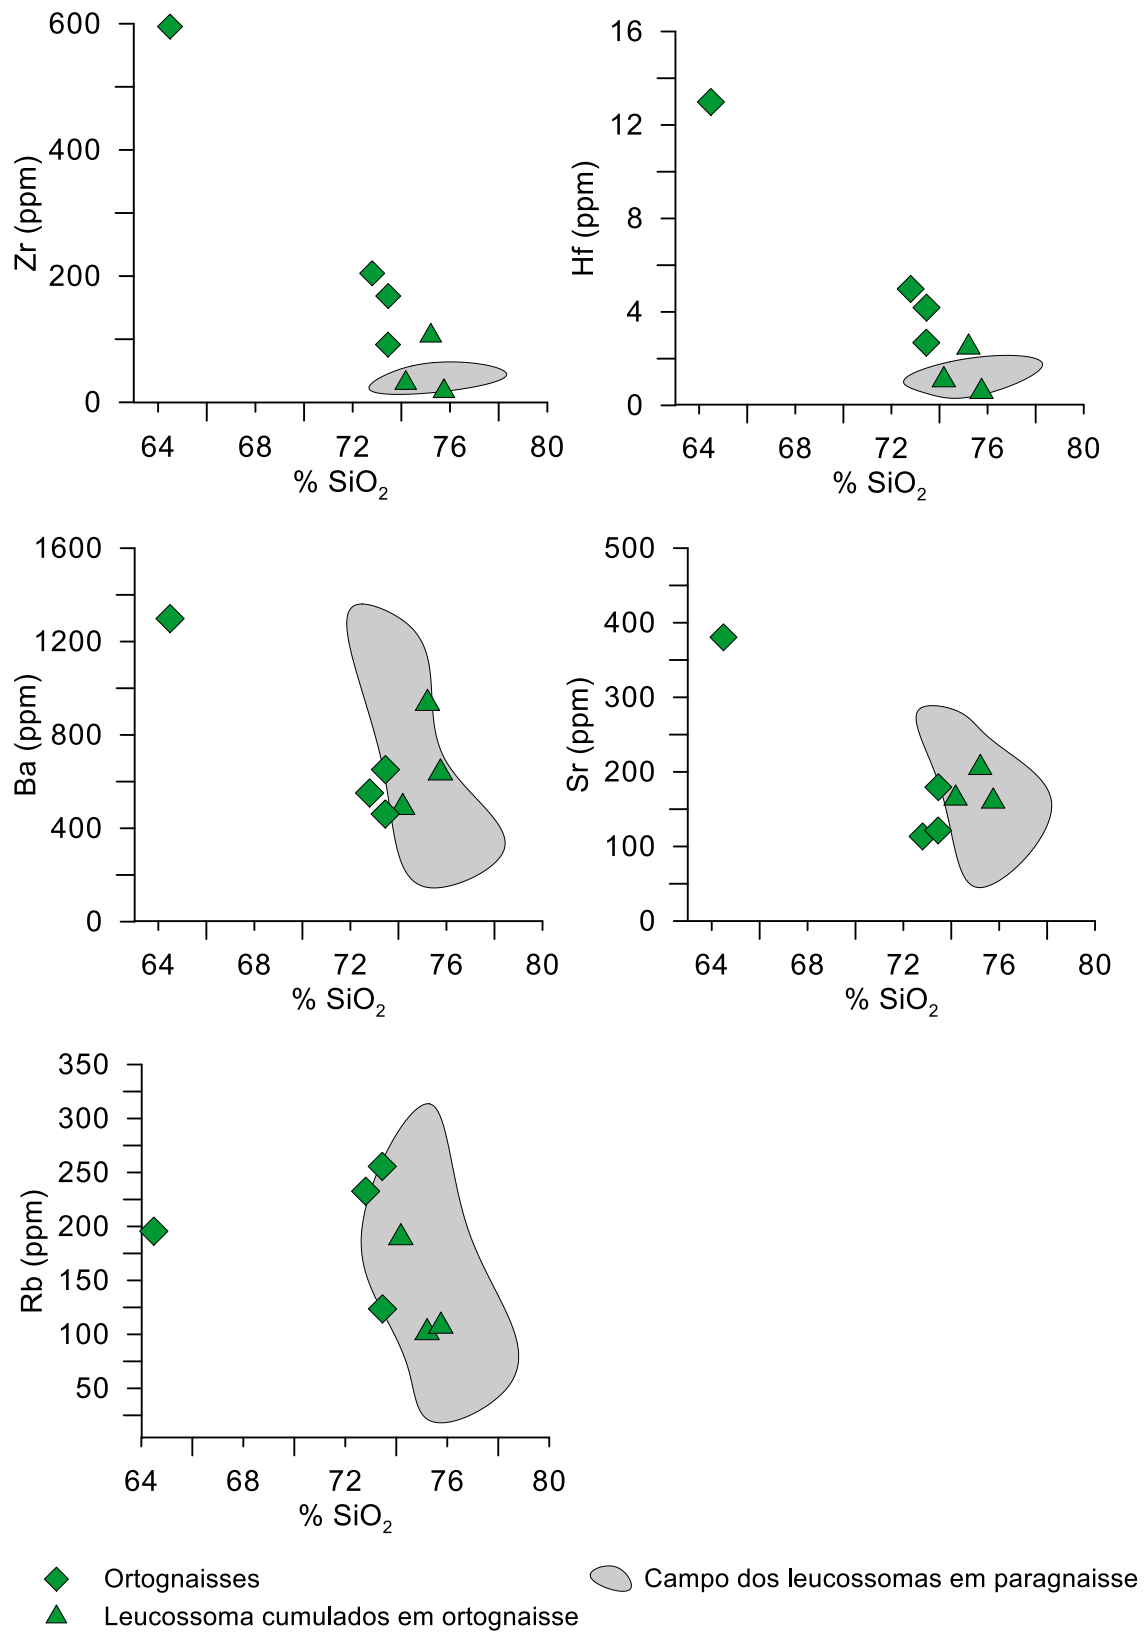 600
400
200
0
Zr (ppm)
64 68 72 76 80
% SiO₂
16
12
8
4
0
Hf (ppm)
64 68 72 76 80
% SiO₂
1600
1200
800
400
0
Ba (ppm)
64 68 72 76 80
% SiO₂
500
400
300
200
100
0
Sr (ppm)
64 68 72 76 80
% SiO₂
350
300
250
200
150
100
50
Rb (ppm)
64 68 72 76 80
% SiO₂
Ortognaisses
Leucossoma cumulados em ortognaisse
Campo dos leucossomas em paragnaisse